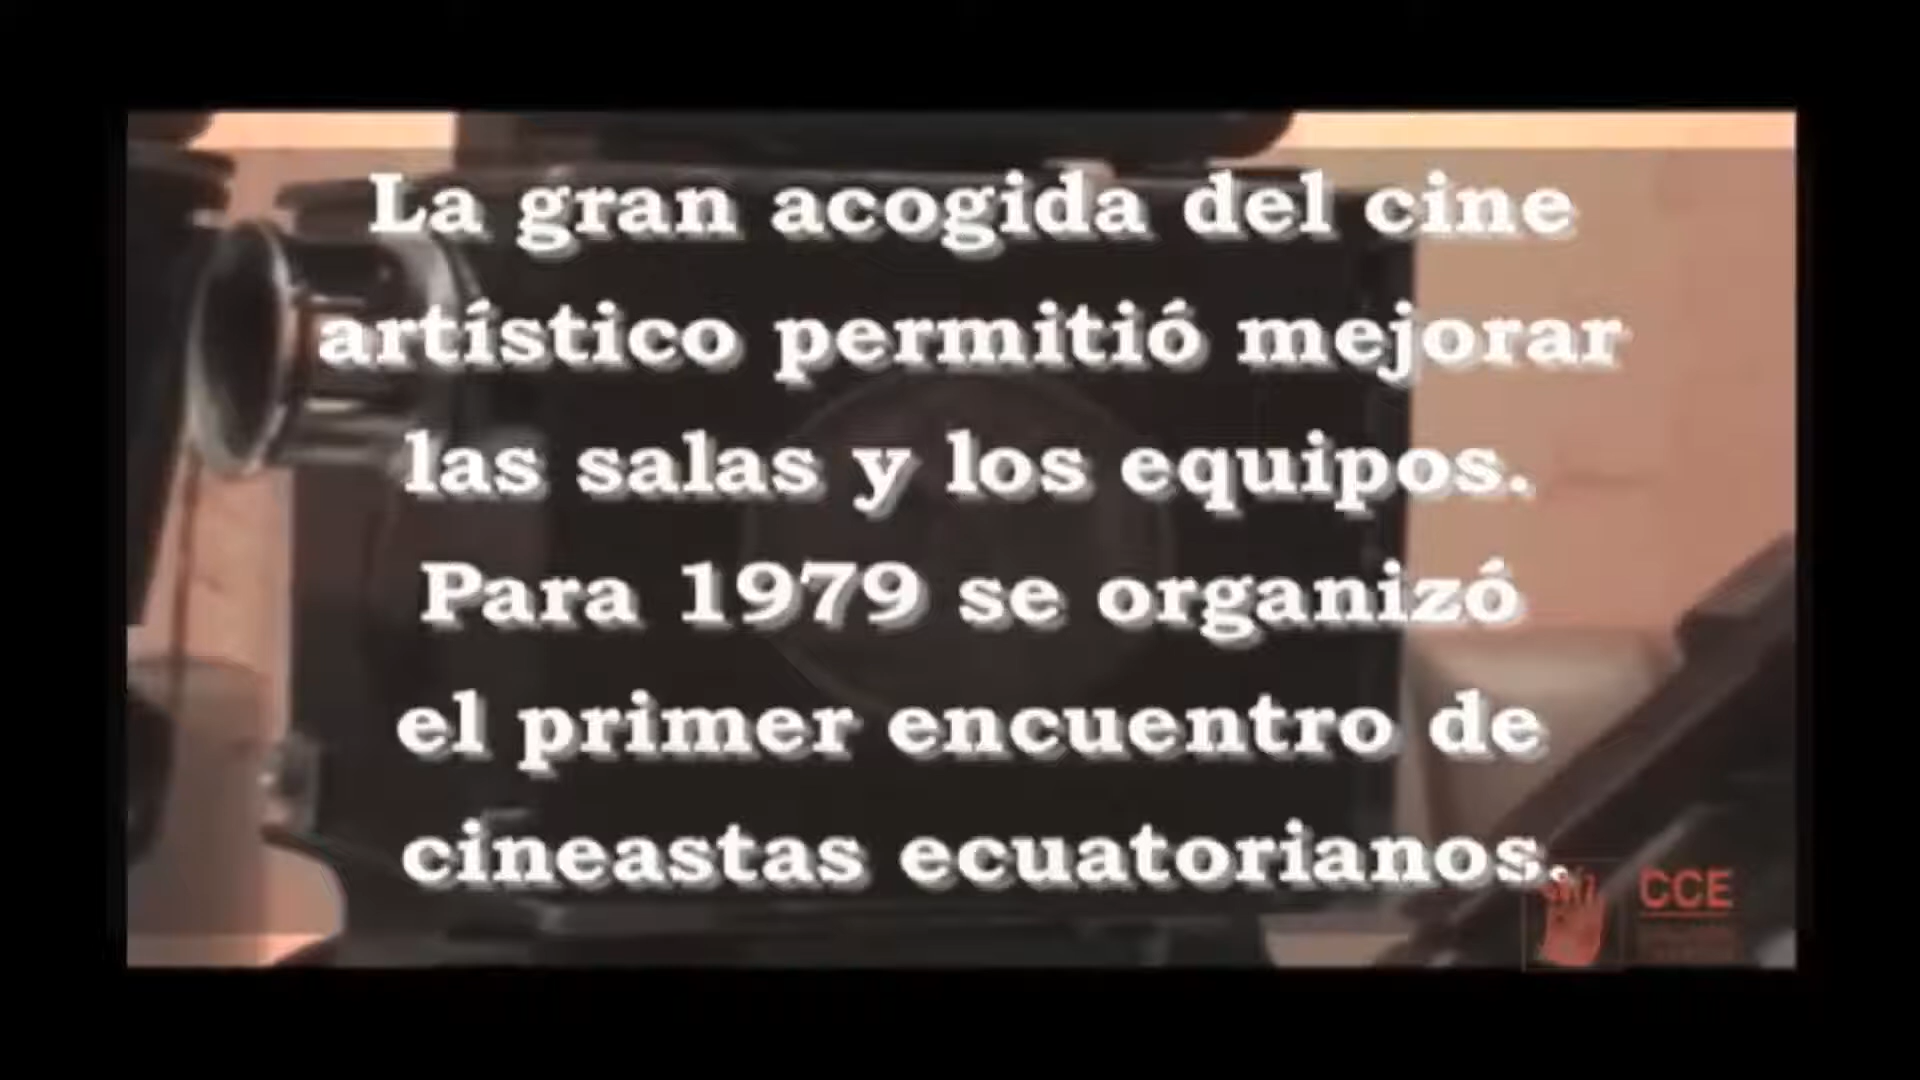 La gran acogida del cine
artístico permitió mejorar
las salas y los equipos.
Para 1979 se organizó
el primer encuentro de
cineastas ecuatorianos.
CCE